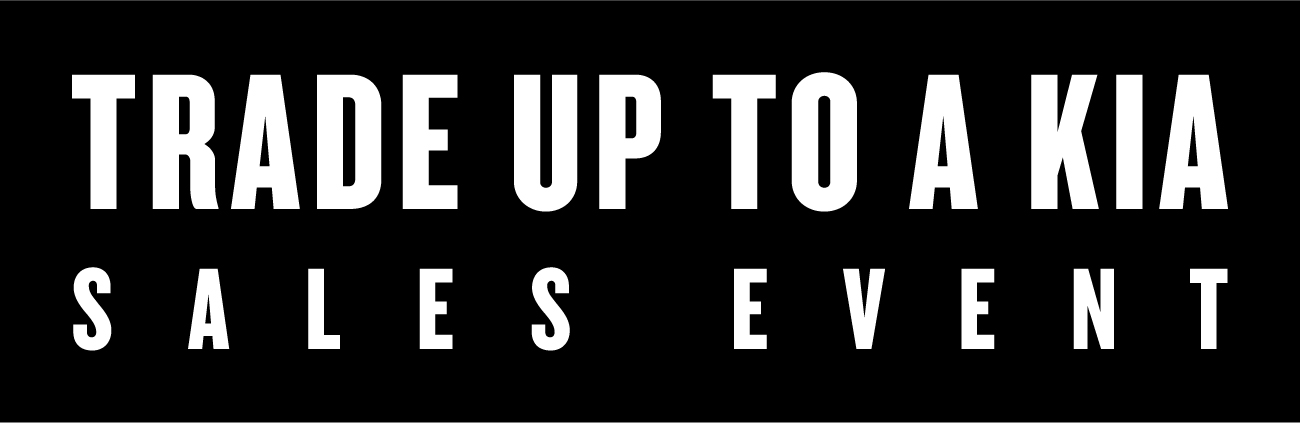 TRADE UP TO A KIA
SALES EVENT